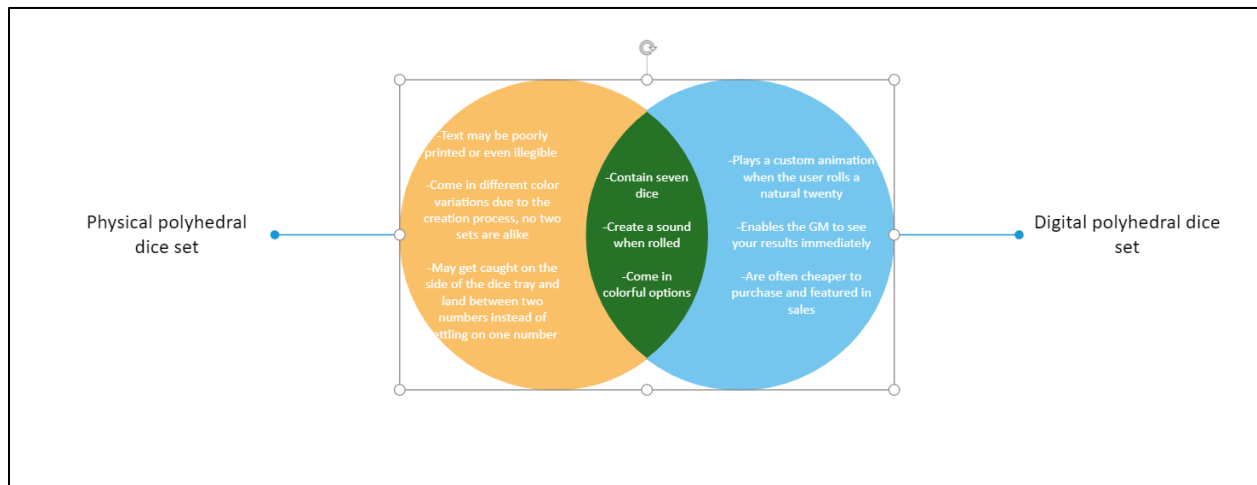 Physical polyhedral
dice set
-Text may be poorly
printed or even illegible
-Come in different color
variations due to the
creation process, no two
sets are alike
-May get caught on the
side of the dice tray and
land between two
numbers instead of
ettling on one number
-Contain seven
dice
-Create a sound
when rolled
-Come in
colorful options
-Plays a custom animation
when the user rolls a
natural twenty
-Enables the GM to see
your results immediately
-Are often cheaper to
purchase and featured in
sales
Digital polyhedral dice
set